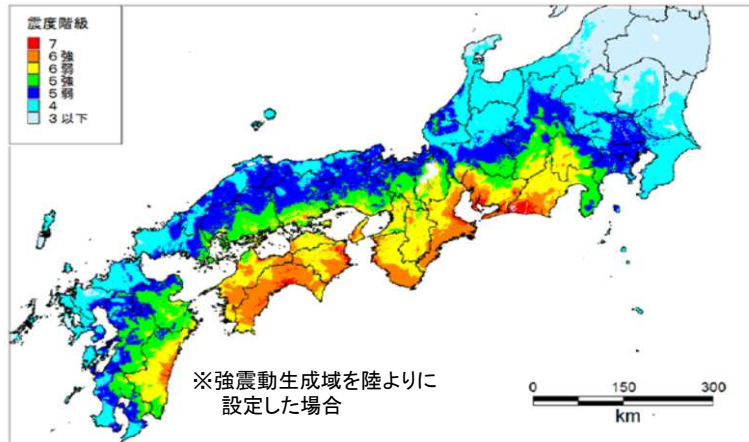 震度階級
7
6強
6弱
5強
5弱
4
3以下
※強震動生成域を陸よりに
設定した場合
0 150 300
km